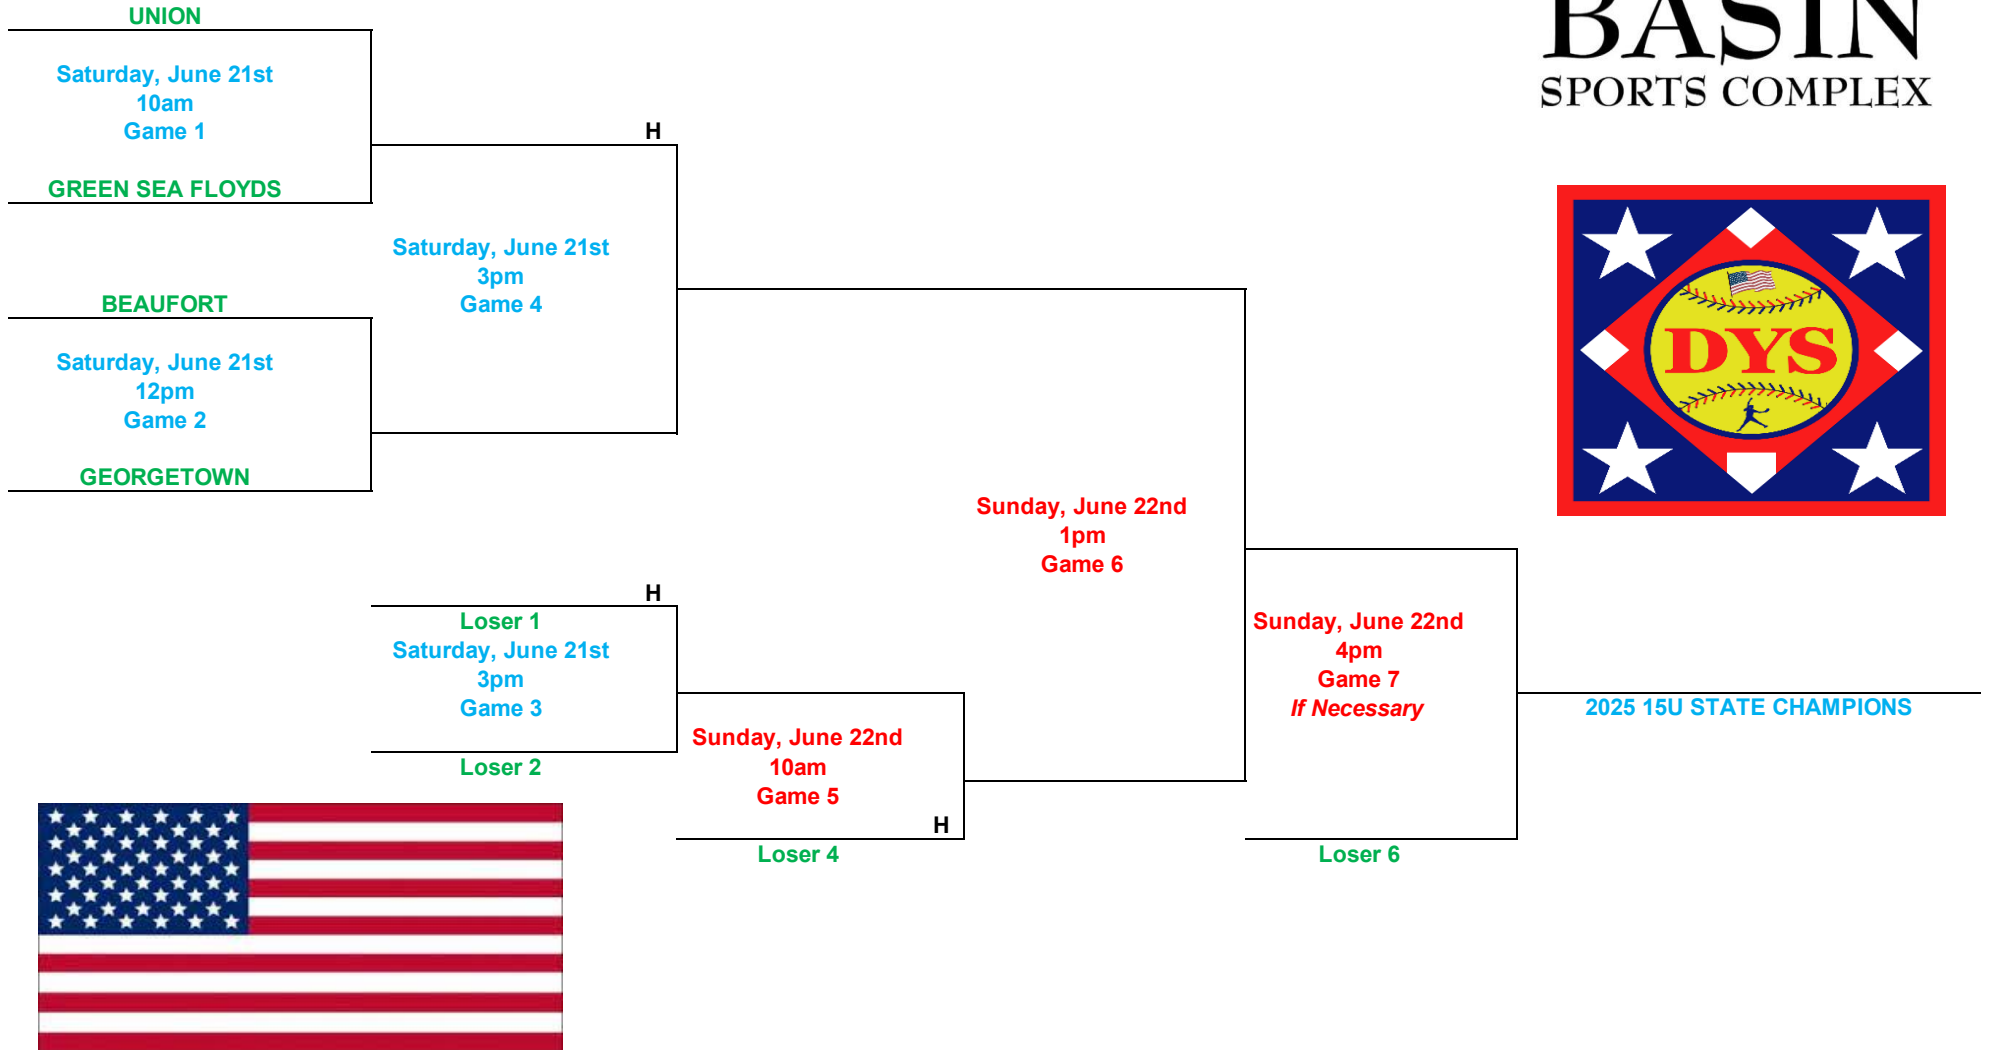 UNION
Saturday, June 21st
10am
Game 1
GREEN SEA FLOYDS
BEAUFORT
Saturday, June 21st
12pm
Game 2
GEORGETOWN
H
Saturday, June 21st
3pm
Game 4
H
Loser 1
Saturday, June 21st
3pm
Game 3
Loser 2
Sunday, June 22nd
10am
Game 5
H
Loser 4
Sunday, June 22nd
1pm
Game 6
Sunday, June 22nd
4pm
Game 7
If Necessary
Loser 6
2025 15U STATE CHAMPIONS
BASIN
SPORTS COMPLEX
DYS